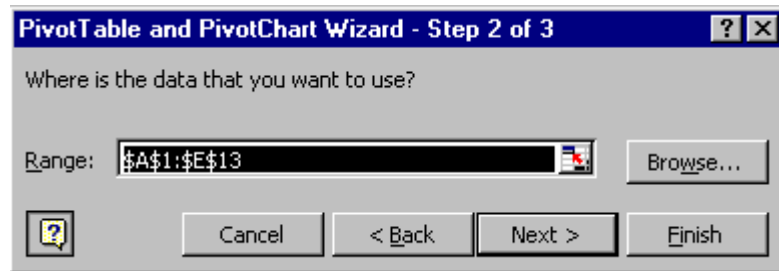 PivotTable and PivotChart Wizard - Step 2 of 3
Where is the data that you want to use?
Range: $A$1:$E$13 Browse...
Cancel < Back Next > Finish